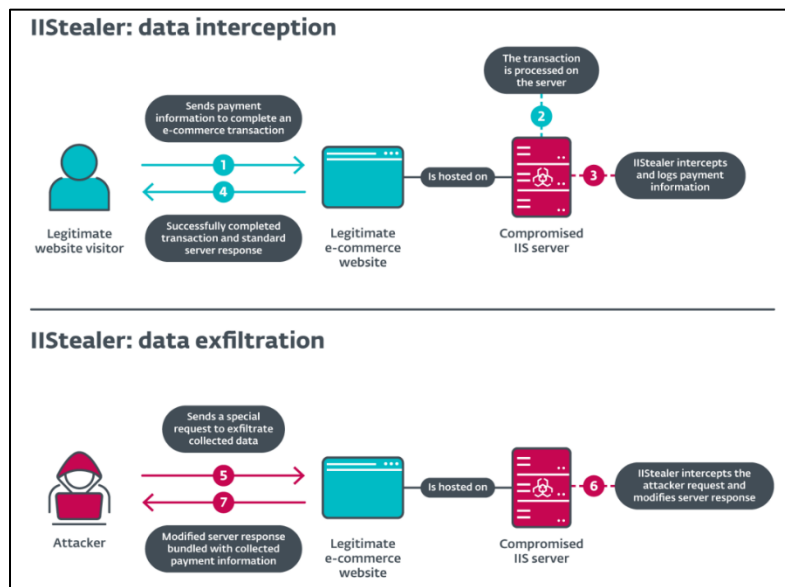 IIStealer: data interception
The transaction
is processed on
the server
Sends payment
information to complete an
e-commerce transaction
2
1
4
Is hosted on
3
IIStealer intercepts
and logs payment
information
Successfully completed
transaction and standard
server response
Legitimate
website visitor
Legitimate
e-commerce
website
Compromised
IIS server
IIStealer: data exfiltration
Sends a special
request to exfiltrate
collected data
5
7
Is hosted on
6
IIStealer intercepts the
attacker request and
modifies server response
Modified server response
bundled with collected
payment information
Attacker
Legitimate
e-commerce
website
Compromised
IIS server